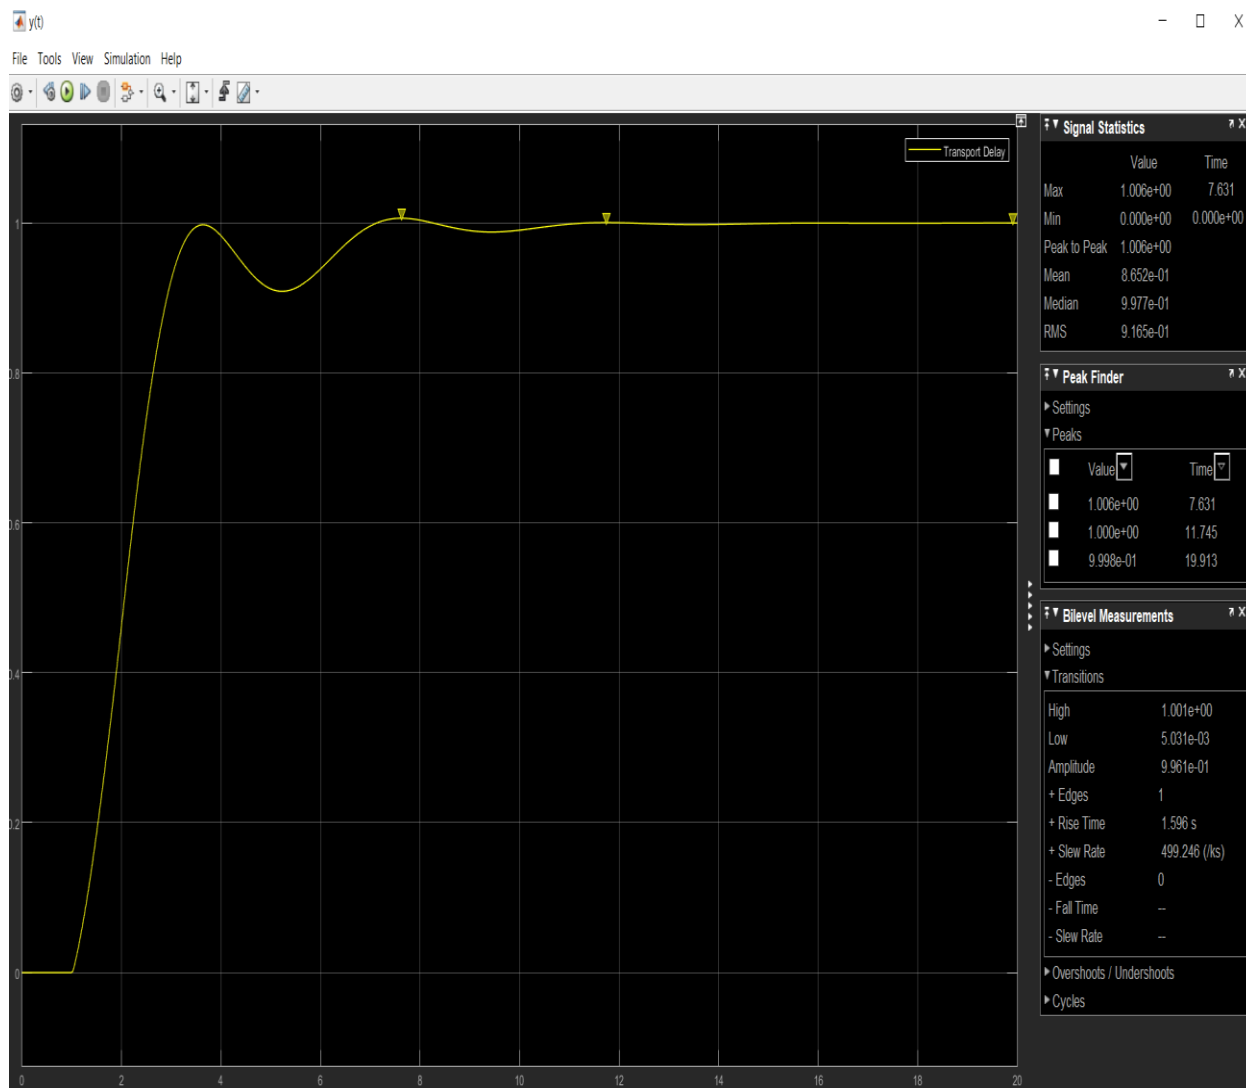 y(t)
File Tools View Simulation Help
Transport Delay
1
0.8
0.6
0.4
0.2
0
0 2 4 6 8 10 12 14 16 18 20
Signal Statistics
Value Time
Max 1.006e+00 7.631
Min 0.000e+00 0.000e+00
Peak to Peak 1.006e+00
Mean 8.652e-01
Median 9.977e-01
RMS 9.165e-01
Peak Finder
Settings
Peaks
Value Time
1.006e+00 7.631
1.000e+00 11.745
9.998e-01 19.913
Bilevel Measurements
Settings
Transitions
High 1.001e+00
Low 5.031e-03
Amplitude 9.961e-01
+ Edges 1
+ Rise Time 1.596 s
+ Slew Rate 499.246 (/ks)
- Edges 0
- Fall Time --
- Slew Rate --
Overshoots / Undershoots
Cycles